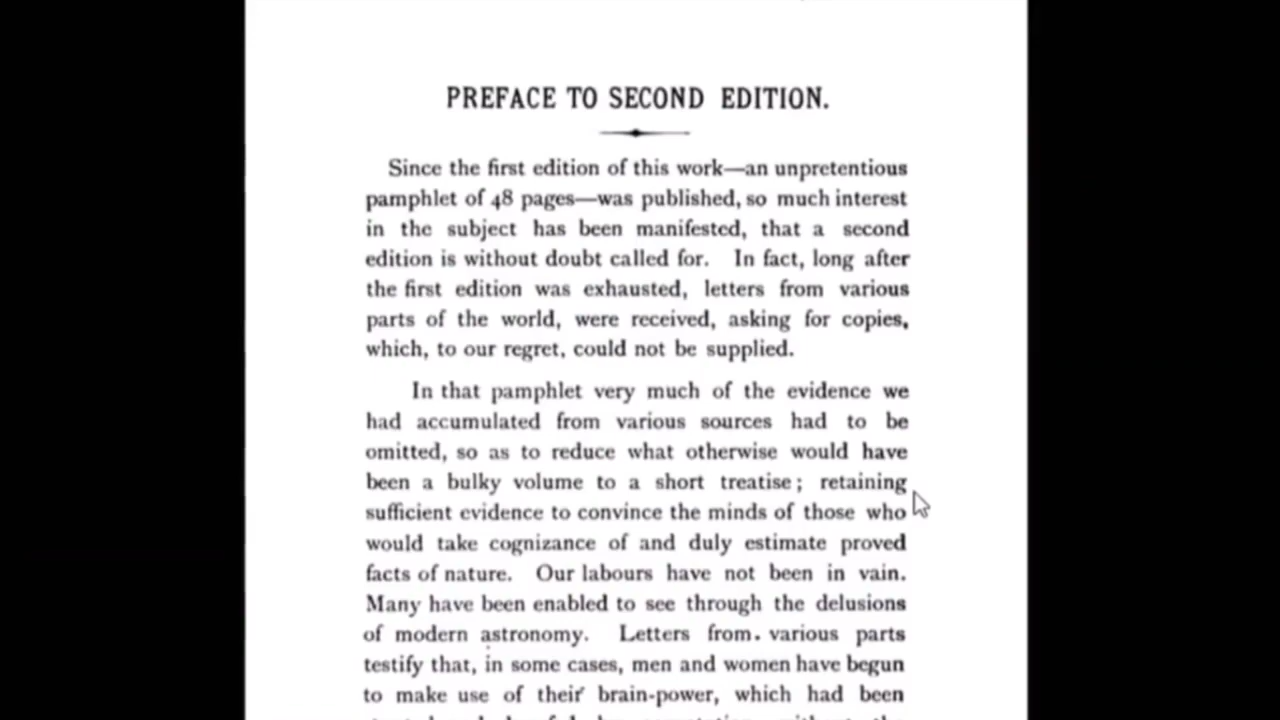 PREFACE TO SECOND EDITION.
Since the first edition of this work—an unpretentious
pamphlet of 48 pages—was published, so much interest
in the subject has been manifested, that a second
edition is without doubt called for. In fact, long after
the first edition was exhausted, letters from various
parts of the world, were received, asking for copies,
which, to our regret, could not be supplied.
In that pamphlet very much of the evidence we
had accumulated from various sources had to be
omitted, so as to reduce what otherwise would have
been a bulky volume to a short treatise; retaining
sufficient evidence to convince the minds of those who
would take cognizance of and duly estimate proved
facts of nature. Our labours have not been in vain.
Many have been enabled to see through the delusions
of modern astronomy. Letters from. various parts
testify that, in some cases, men and women have begun
to make use of their brain-power, which had been